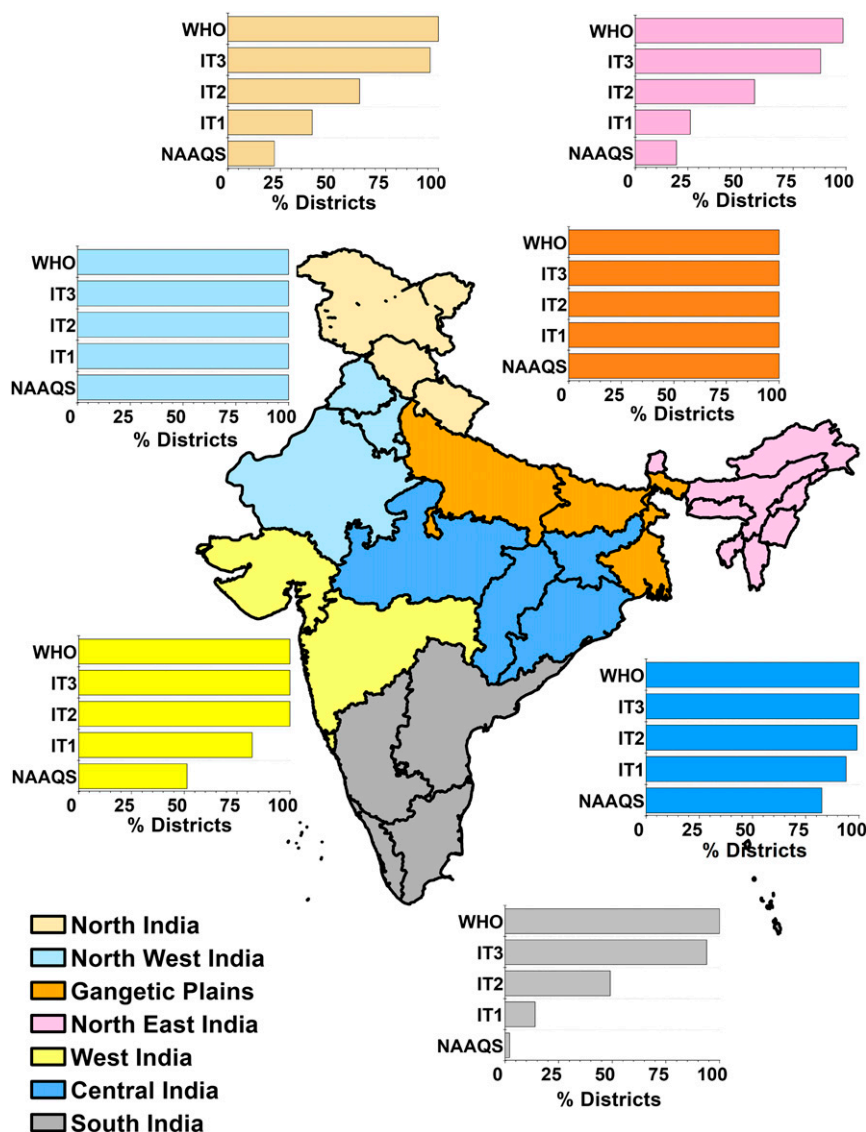 WHO
IT3
IT2
IT1
NAAQS
0 25 50 75 100
% Districts
WHO
IT3
IT2
IT1
NAAQS
0 25 50 75 100
% Districts
WHO
IT3
IT2
IT1
NAAQS
0 25 50 75 100
% Districts
WHO
IT3
IT2
IT1
NAAQS
0 25 50 75 100
% Districts
WHO
IT3
IT2
IT1
NAAQS
0 25 50 75 100
% Districts
WHO
IT3
IT2
IT1
NAAQS
0 25 50 75 100
% Districts
WHO
IT3
IT2
IT1
NAAQS
0 25 50 75 100
% Districts
North India
North West India
Gangetic Plains
North East India
West India
Central India
South India